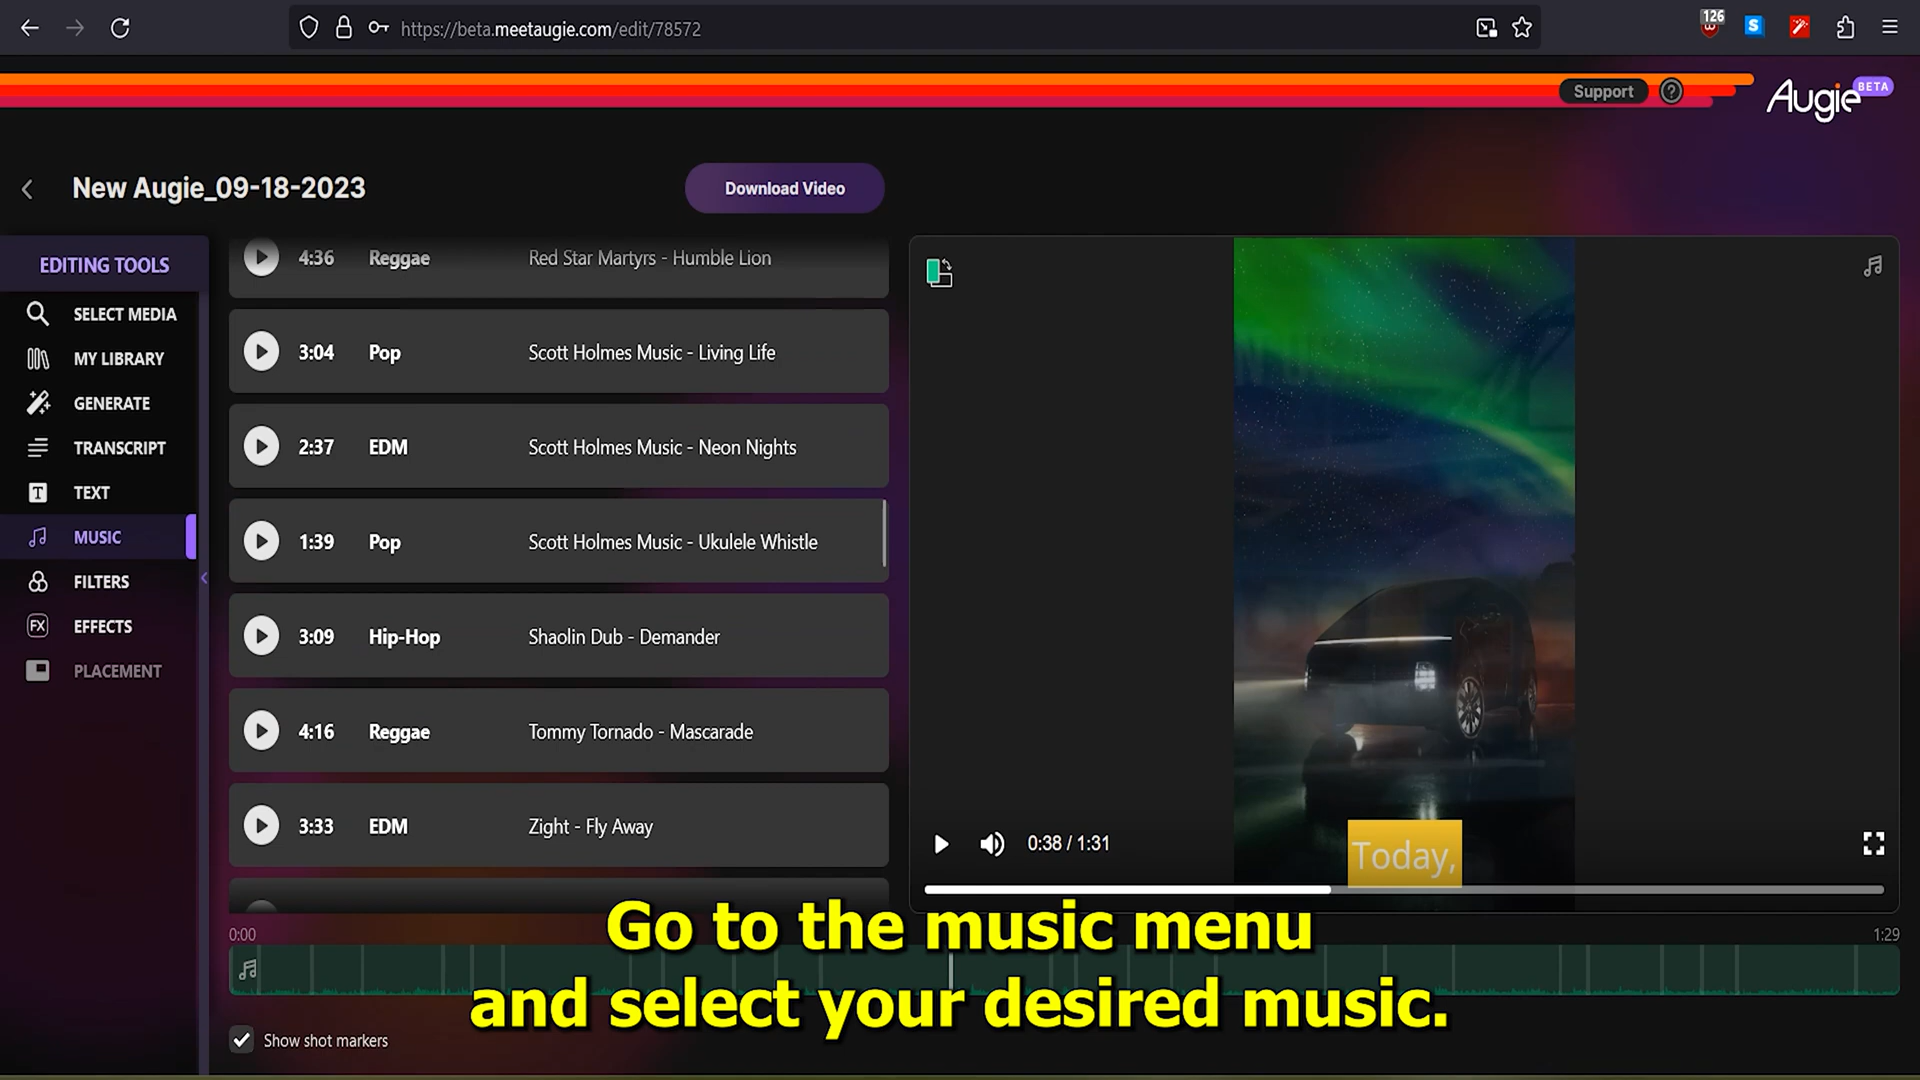 https://beta.meetaugie.com/edit/78572
126
S
Support
?
Augie BETA
New Augie_09-18-2023
Download Video
EDITING TOOLS
SELECT MEDIA
MY LIBRARY
GENERATE
TRANSCRIPT
T TEXT
MUSIC
FILTERS
FX EFFECTS
PLACEMENT
4:36 Reggae Red Star Martyrs - Humble Lion
3:04 Pop Scott Holmes Music - Living Life
2:37 EDM Scott Holmes Music - Neon Nights
1:39 Pop Scott Holmes Music - Ukulele Whistle
3:09 Hip-Hop Shaolin Dub - Demander
4:16 Reggae Tommy Tornado - Mascarade
3:33 EDM Zight - Fly Away
0:38 / 1:31
Today,
0:00
1:29
Go to the music menu
and select your desired music.
Show shot markers